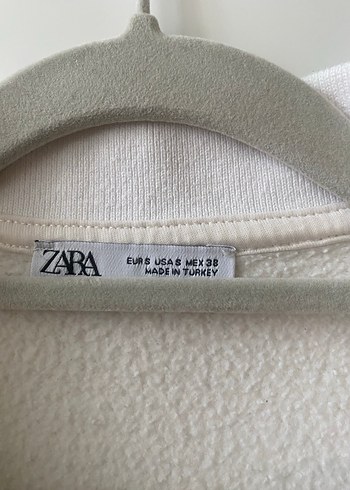 ZARA
EUR S USA S MEX 38
MADE IN TURKEY